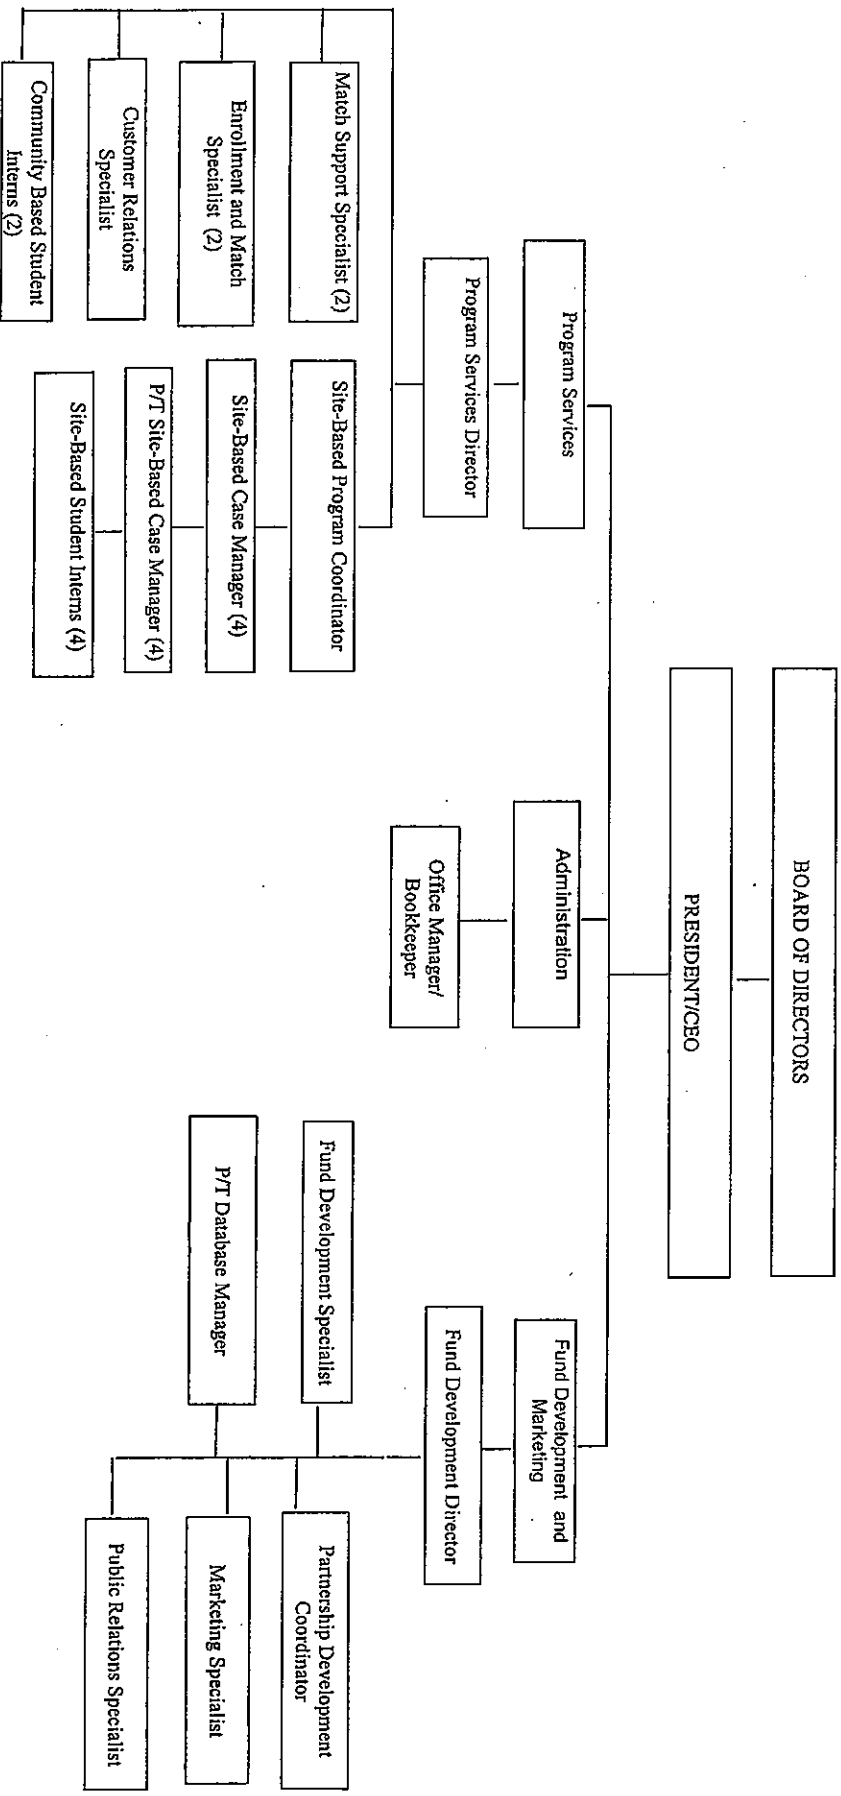 BOARD OF DIRECTORS
PRESIDENT/CEO
Program Services
Administration
Fund Development and
Marketing
Program Services Director
Office Manager/
Bookkeeper
Fund Development Director
Match Support Specialist (2)
Enrollment and Match
Specialist (2)
Customer Relations
Specialist
Community Based Student
Interns (2)
Site-Based Program Coordinator
Site-Based Case Manager (4)
P/T Site-Based Case Manager (4)
Site-Based Student Interns (4)
Fund Development Specialist
P/T Database Manager
Partnership Development
Coordinator
Marketing Specialist
Public Relations Specialist